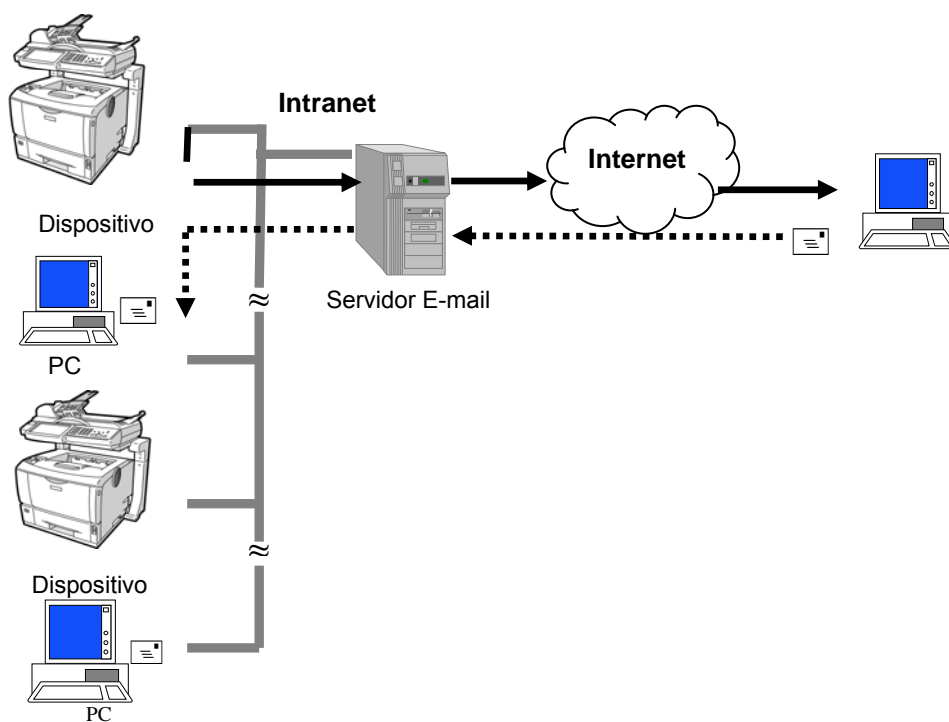 Intranet
Internet
Dispositivo
Servidor E-mail
PC
Dispositivo
PC